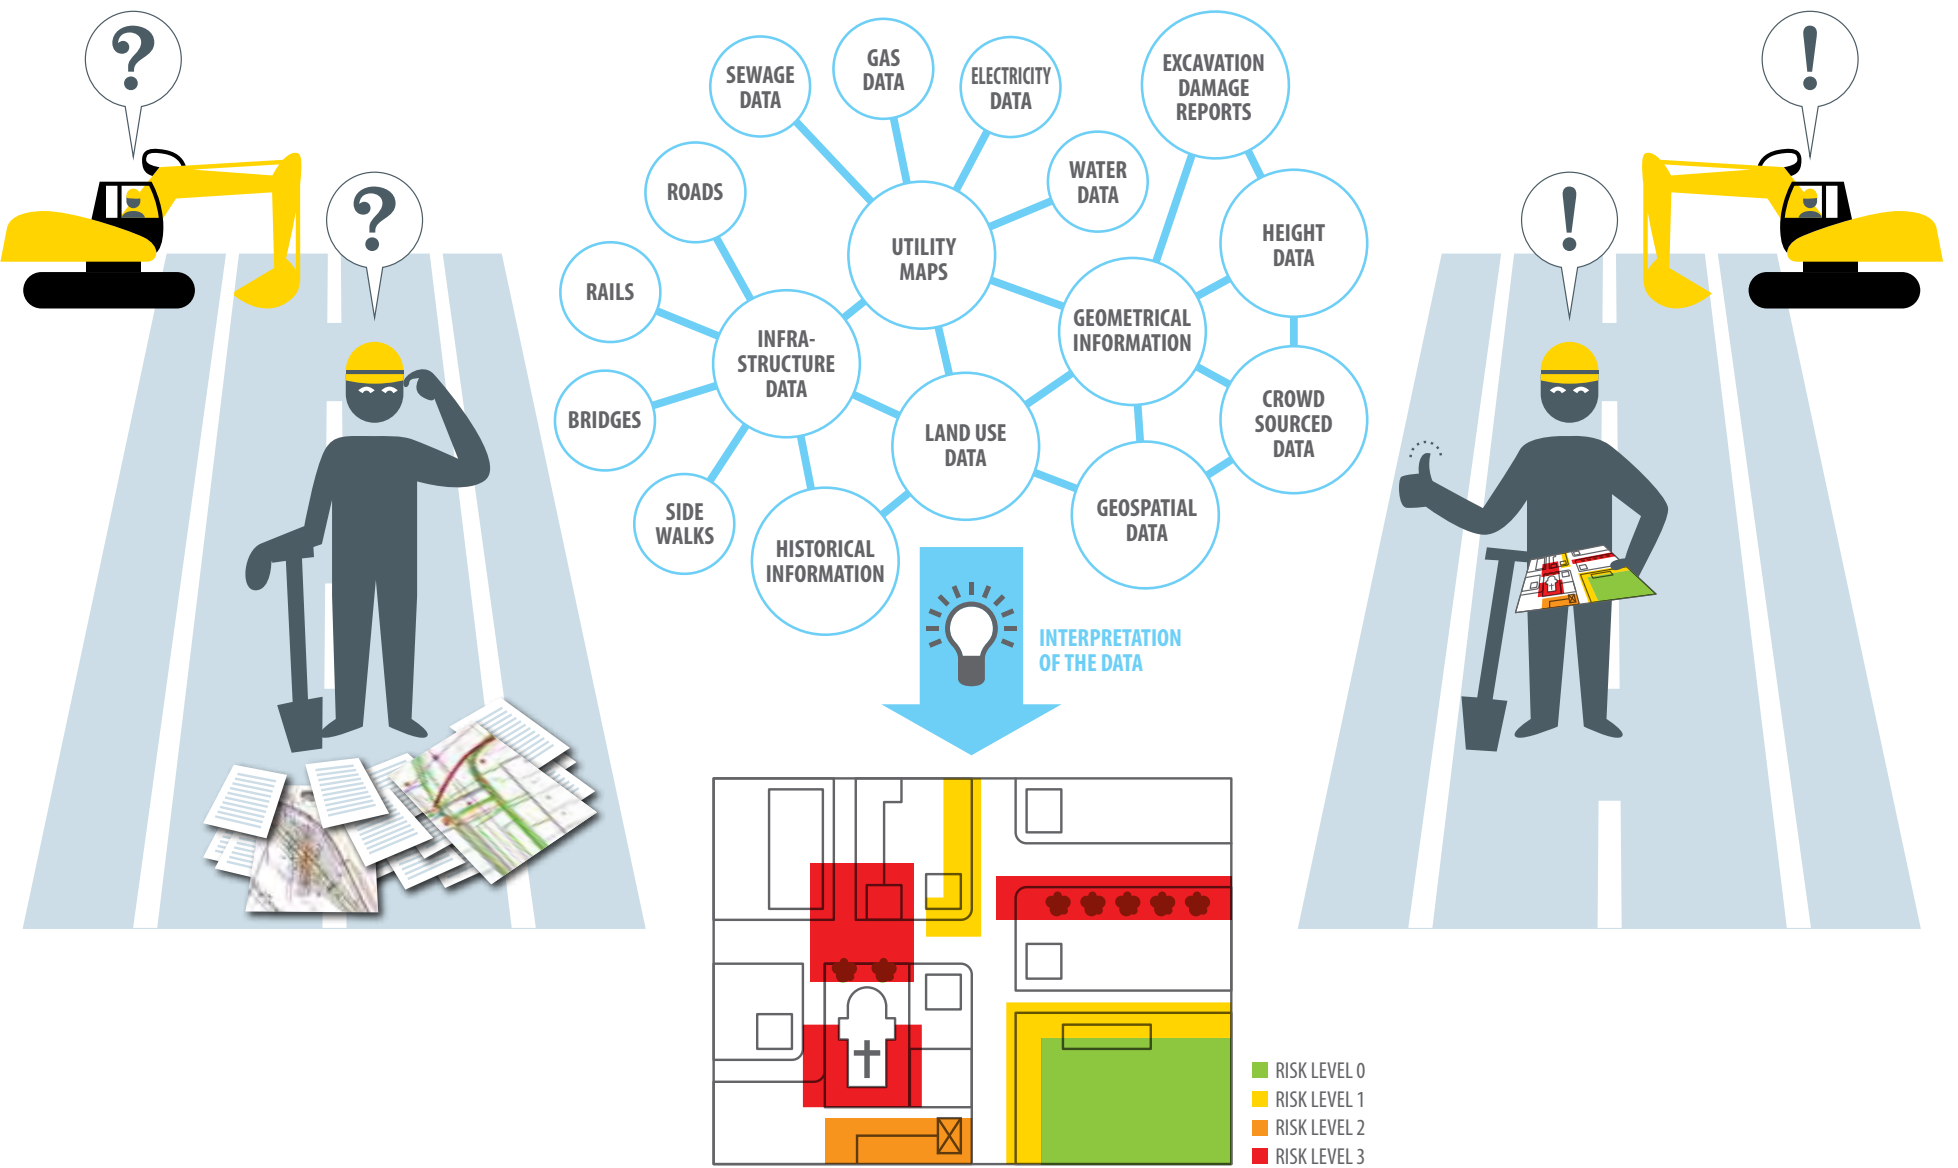 ?
?
SEWAGE
DATA
GAS
DATA
ELECTRICITY
DATA
EXCAVATION
DAMAGE
REPORTS
!
!
ROADS
WATER
DATA
UTILITY
MAPS
HEIGHT
DATA
RAILS
INFRA-
STRUCTURE
DATA
GEOMETRICAL
INFORMATION
BRIDGES
LAND USE
DATA
CROWD
SOURCED
DATA
SIDE
WALKS
HISTORICAL
INFORMATION
GEOSPATIAL
DATA
INTERPRETATION
OF THE DATA
RISK LEVEL 0
RISK LEVEL 1
RISK LEVEL 2
RISK LEVEL 3